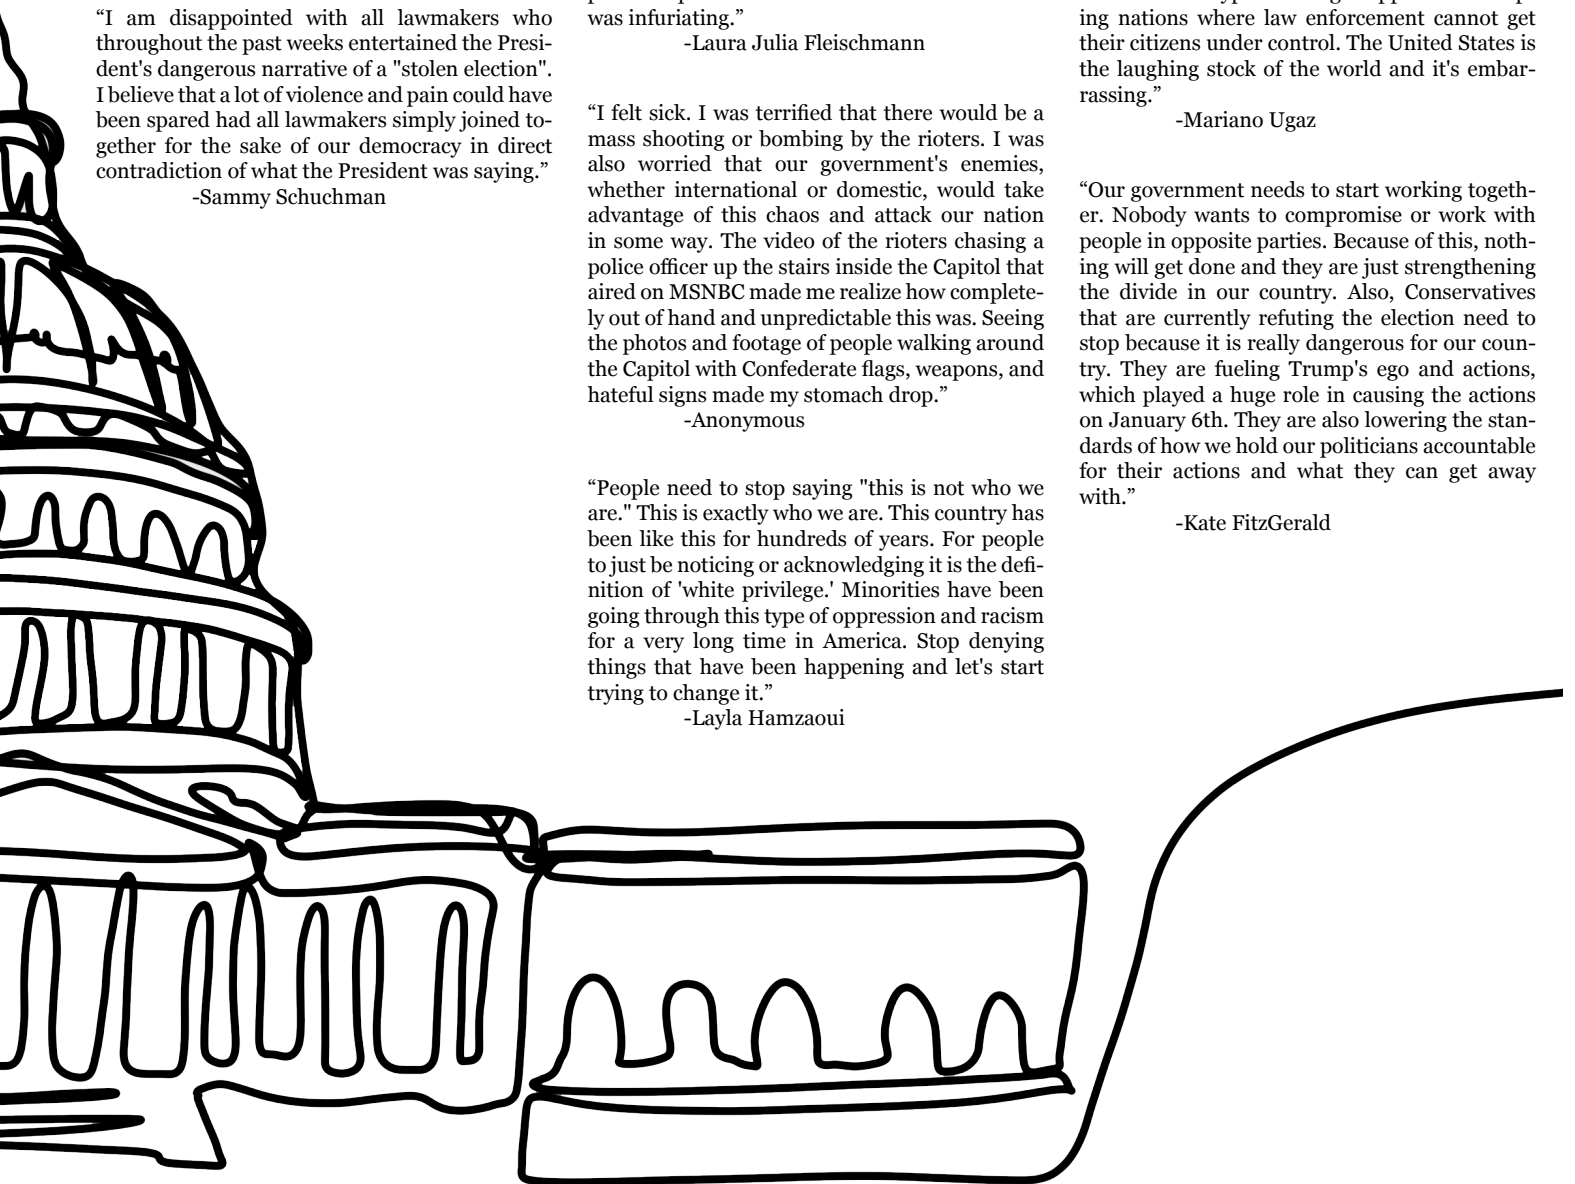 “I am disappointed with all lawmakers who
throughout the past weeks entertained the Presi-
dent's dangerous narrative of a "stolen election".
I believe that a lot of violence and pain could have
been spared had all lawmakers simply joined to-
gether for the sake of our democracy in direct
contradiction of what the President was saying.”
-Sammy Schuchman
was infuriating.”
-Laura Julia Fleischmann
“I felt sick. I was terrified that there would be a
mass shooting or bombing by the rioters. I was
also worried that our government's enemies,
whether international or domestic, would take
advantage of this chaos and attack our nation
in some way. The video of the rioters chasing a
police officer up the stairs inside the Capitol that
aired on MSNBC made me realize how complete-
ly out of hand and unpredictable this was. Seeing
the photos and footage of people walking around
the Capitol with Confederate flags, weapons, and
hateful signs made my stomach drop.”
-Anonymous
“People need to stop saying "this is not who we
are." This is exactly who we are. This country has
been like this for hundreds of years. For people
to just be noticing or acknowledging it is the defi-
nition of 'white privilege.' Minorities have been
going through this type of oppression and racism
for a very long time in America. Stop denying
things that have been happening and let's start
trying to change it.”
-Layla Hamzaoui
ing nations where law enforcement cannot get
their citizens under control. The United States is
the laughing stock of the world and it's embar-
rassing.”
-Mariano Ugaz
“Our government needs to start working togeth-
er. Nobody wants to compromise or work with
people in opposite parties. Because of this, noth-
ing will get done and they are just strengthening
the divide in our country. Also, Conservatives
that are currently refuting the election need to
stop because it is really dangerous for our coun-
try. They are fueling Trump's ego and actions,
which played a huge role in causing the actions
on January 6th. They are also lowering the stan-
dards of how we hold our politicians accountable
for their actions and what they can get away
with.”
-Kate FitzGerald